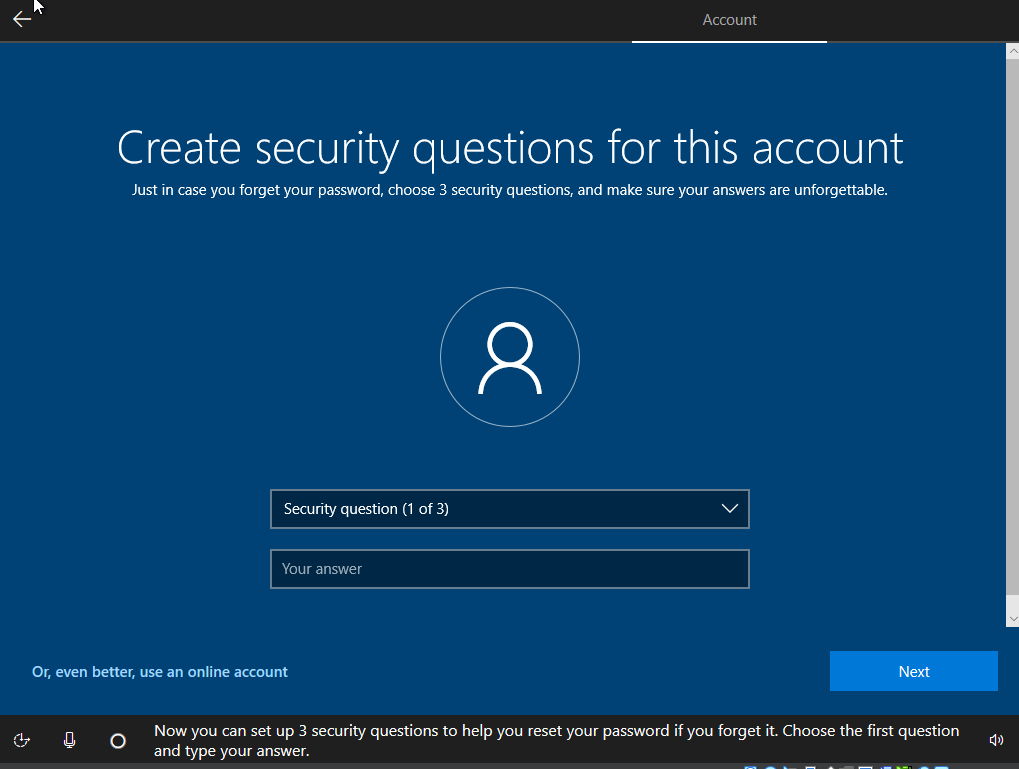 Account
Create security questions for this account
Just in case you forget your password, choose 3 security questions, and make sure your answers are unforgettable.
Security question (1 of 3)
Your answer
Or, even better, use an online account
Next
Now you can set up 3 security questions to help you reset your password if you forget it. Choose the first question
and type your answer.